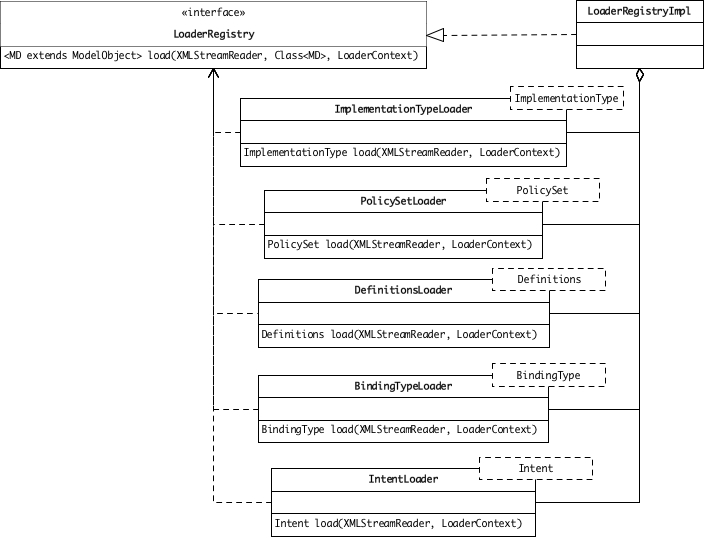 «interface»
LoaderRegistry
<MD extends ModelObject> load(XMLStreamReader, Class<MD>, LoaderContext)
LoaderRegistryImpl
ImplementationType
ImplementationTypeLoader
ImplementationType load(XMLStreamReader, LoaderContext)
PolicySet
PolicySetLoader
PolicySet load(XMLStreamReader, LoaderContext)
Definitions
DefinitionsLoader
Definitions load(XMLStreamReader, LoaderContext)
BindingType
BindingTypeLoader
BindingType load(XMLStreamReader, LoaderContext)
Intent
IntentLoader
Intent load(XMLStreamReader, LoaderContext)